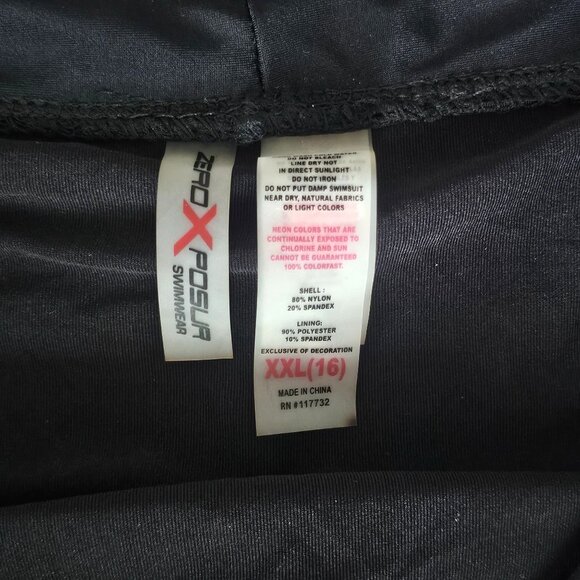 ZEROXPOSUR
SWIMWEAR
DO NOT BLEACH
LINE DRY NOT
IN DIRECT SUNLIGHT
DO NOT IRON
DO NOT PUT DAMP SWIMSUIT
NEAR DRY, NATURAL FABRICS
OR LIGHT COLORS
NEON COLORS THAT ARE
CONTINUALLY EXPOSED TO
CHLORINE AND SUN
CANNOT BE GUARANTEED
100% COLORFAST.
SHELL :
80% NYLON
20% SPANDEX
LINING:
90% POLYESTER
10% SPANDEX
EXCLUSIVE OF DECORATION
XXL(16)
MADE IN CHINA
RN #117732